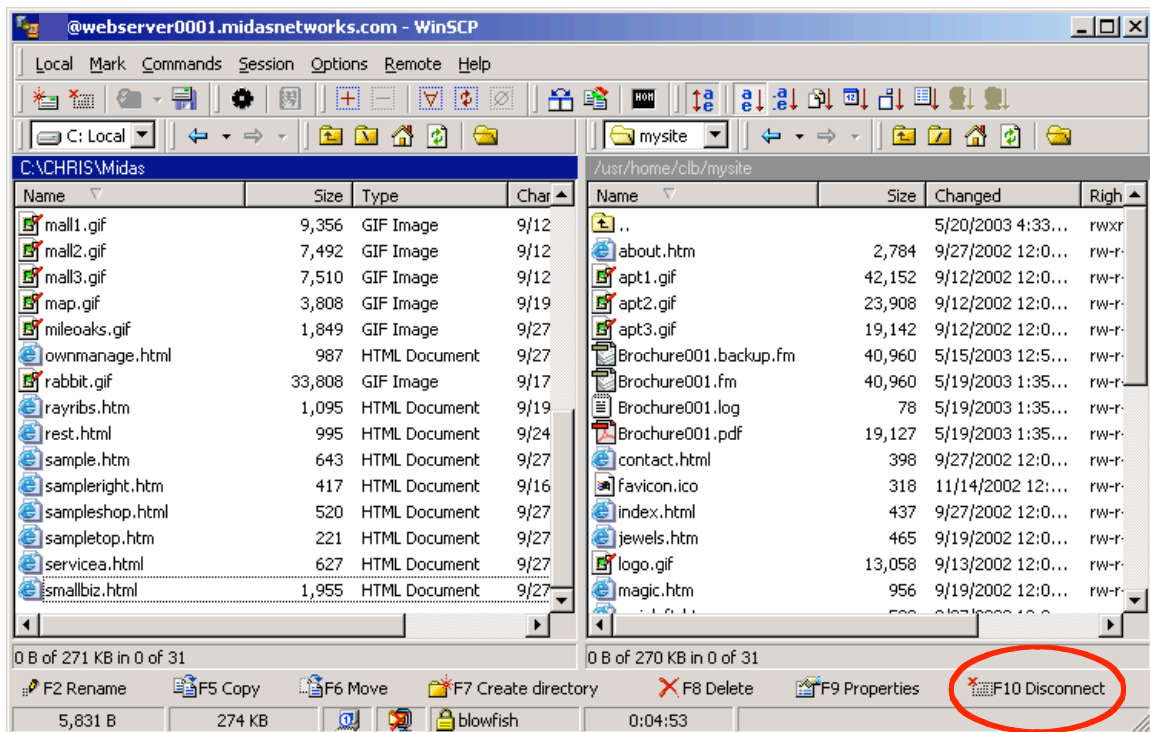 @webserver0001.midasnetworks.com - WinSCP
Local Mark Commands Session Options Remote Help
C: Local
mysite
C:\CHRIS\Midas
/usr/home/clb/mysite
Name Size Type Char
Name Size Changed Righ
mall1.gif 9,356 GIF Image 9/12
.. 5/20/2003 4:33... rwxr
mall2.gif 7,492 GIF Image 9/12
about.htm 2,784 9/27/2002 12:0... rw-r-
mall3.gif 7,510 GIF Image 9/12
apt1.gif 42,152 9/12/2002 12:0... rw-r-
map.gif 3,808 GIF Image 9/19
apt2.gif 23,908 9/12/2002 12:0... rw-r-
mileoaks.gif 1,849 GIF Image 9/27
apt3.gif 19,142 9/12/2002 12:0... rw-r-
ownmanage.html 987 HTML Document 9/27
Brochure001.backup.fm 40,960 5/15/2003 12:5... rw-r-
rabbit.gif 33,808 GIF Image 9/17
Brochure001.fm 40,960 5/19/2003 1:35... rw-r-
rayribs.htm 1,095 HTML Document 9/19
Brochure001.log 78 5/19/2003 1:35... rw-r-
rest.html 995 HTML Document 9/24
Brochure001.pdf 19,127 5/19/2003 1:35... rw-r-
sample.htm 643 HTML Document 9/27
contact.html 398 9/27/2002 12:0... rw-r-
sampleright.htm 417 HTML Document 9/16
favicon.ico 318 11/14/2002 12:... rw-r-
sampleshop.html 520 HTML Document 9/27
index.html 437 9/27/2002 12:0... rw-r-
sampletop.htm 221 HTML Document 9/27
jewels.htm 465 9/19/2002 12:0... rw-r-
servicea.html 627 HTML Document 9/27
logo.gif 13,058 9/13/2002 12:0... rw-r-
smallbiz.html 1,955 HTML Document 9/27
magic.htm 956 9/19/2002 12:0... rw-r-
0 B of 271 KB in 0 of 31
0 B of 270 KB in 0 of 31
F2 Rename F5 Copy F6 Move F7 Create directory F8 Delete F9 Properties F10 Disconnect
5,831 B 274 KB blowfish 0:04:53